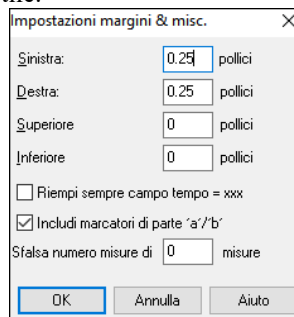 Impostazioni margini & misc.
Sinistra: 0.25 pollici
Destra: 0.25 pollici
Superiore 0 pollici
Inferiore 0 pollici
Riempi sempre campo tempo = xxx
Includi marcatori di parte ´a´/´b´
Sfalsa numero misure di 0 misure
OK Annulla Aiuto